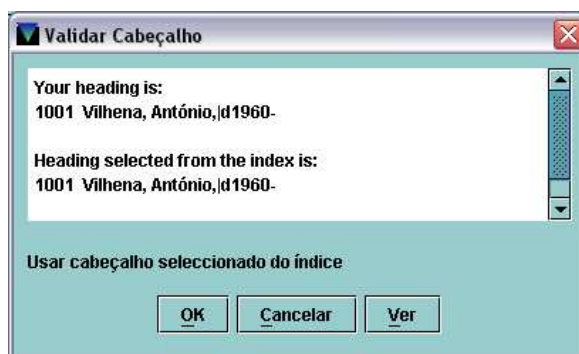 Validar Cabeçalho
Your heading is:
1001 Vilhena, António,|d1960-
Heading selected from the index is:
1001 Vilhena, António,|d1960-
Usar cabeçalho seleccionado do índice
OK Cancelar Ver